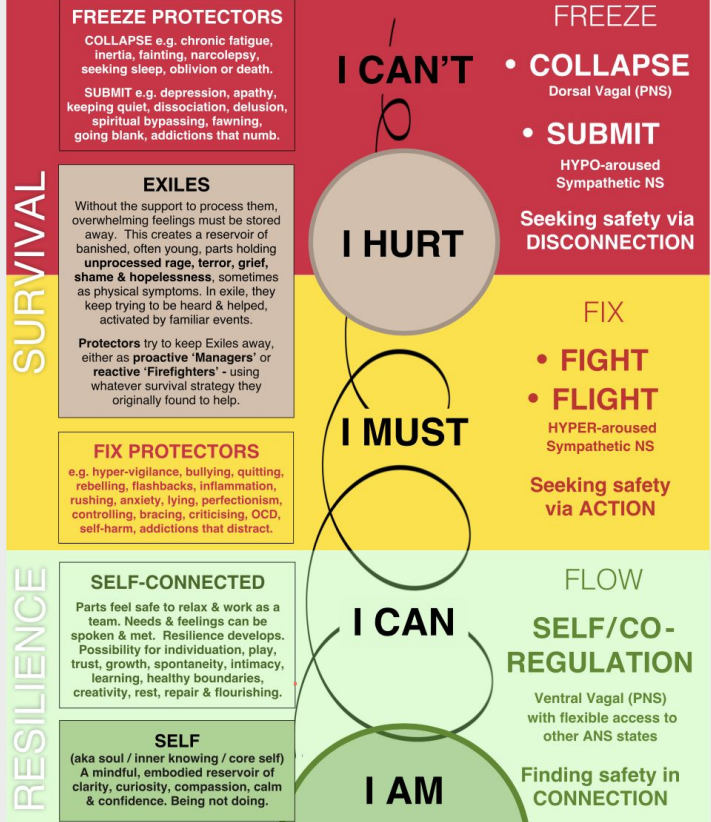 FREEZE PROTECTORS
COLLAPSE e.g. chronic fatigue,
inertia, fainting, narcolepsy,
seeking sleep, oblivion or death.
SUBMIT e.g. depression, apathy,
keeping quiet, dissociation, delusion,
spiritual bypassing, fawning,
going blank, addictions that numb.
I CAN'T
FREEZE
• COLLAPSE
Dorsal Vagal (PNS)
• SUBMIT
HYPO-aroused
Sympathetic NS
Seeking safety via
DISCONNECTION
SURVIVAL
EXILES
Without the support to process them,
overwhelming feelings must be stored
away. This creates a reservoir of
banished, often young, parts holding
unprocessed rage, terror, grief,
shame & hopelessness, sometimes
as physical symptoms. In exile, they
keep trying to be heard & helped,
activated by familiar events.
Protectors try to keep Exiles away,
either as proactive 'Managers' or
reactive 'Firefighters' - using
whatever survival strategy they
originally found to help.
I HURT
FIX
• FIGHT
• FLIGHT
HYPER-aroused
Sympathetic NS
Seeking safety
via ACTION
I MUST
FIX PROTECTORS
e.g. hyper-vigilance, bullying, quitting,
rebelling, flashbacks, inflammation,
rushing, anxiety, lying, perfectionism,
controlling, bracing, criticising, OCD,
self-harm, addictions that distract.
RESILIENCE
SELF-CONNECTED
Parts feel safe to relax & work as a
team. Needs & feelings can be
spoken & met. Resilience develops.
Possibility for individuation, play,
trust, growth, spontaneity, intimacy,
learning, healthy boundaries,
creativity, rest, repair & flourishing.
I CAN
FLOW
SELF/CO-
REGULATION
Ventral Vagal (PNS)
with flexible access to
other ANS states
Finding safety in
CONNECTION
SELF
(aka soul / inner knowing / core self)
A mindful, embodied reservoir of
clarity, curiosity, compassion, calm
& confidence. Being not doing.
I AM